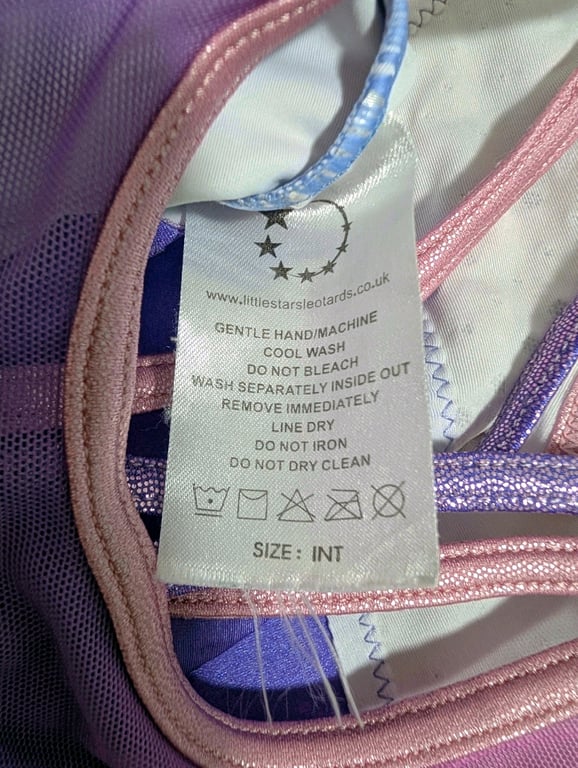 www.littlestarsleotards.co.uk
GENTLE HAND/MACHINE
COOL WASH
DO NOT BLEACH
WASH SEPARATELY INSIDE OUT
REMOVE IMMEDIATELY
LINE DRY
DO NOT IRON
DO NOT DRY CLEAN
SIZE: INT